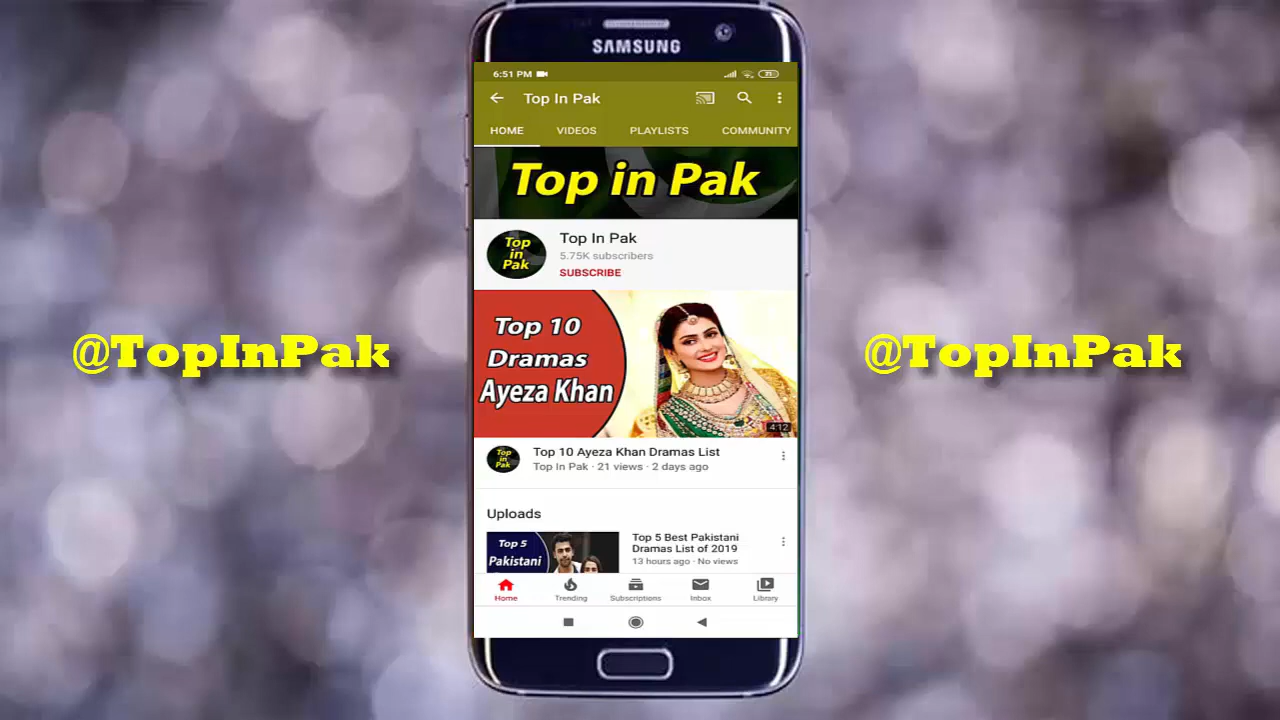 SAMSUNG
6:51 PM
21
Top In Pak
HOME VIDEOS PLAYLISTS COMMUNITY
Top in Pak
Top
in
Pak
Top In Pak
5.75K subscribers
SUBSCRIBE
@TopInPak
@TopInPak
Top 10
Dramas
Ayeza Khan
4:12
Top
in
Pak
Top 10 Ayeza Khan Dramas List
Top In Pak · 21 views · 2 days ago
Uploads
Top 5
Pakistani
Top 5 Best Pakistani
Dramas List of 2019
13 hours ago · No views
Home Trending Subscriptions Inbox Library